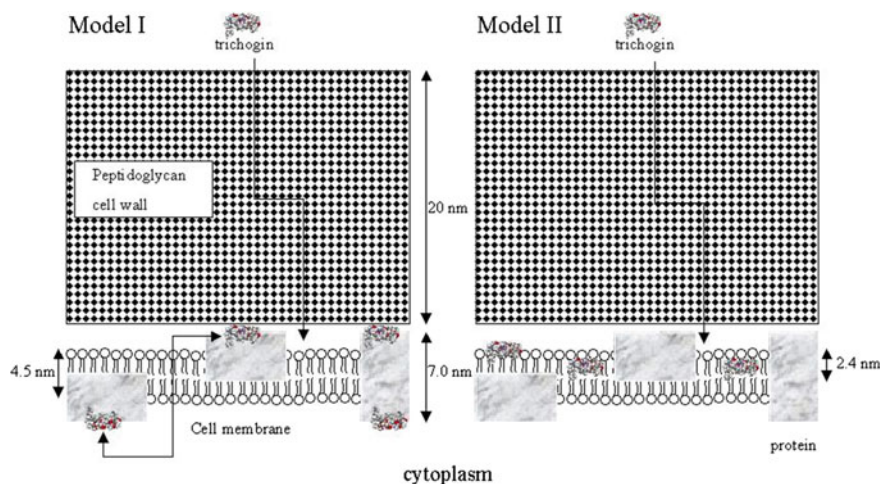 Model I
trichogin
Model II
trichogin
Peptidoglycan
cell wall
20 nm
4.5 nm
7.0 nm
2.4 nm
Cell membrane
protein
cytoplasm